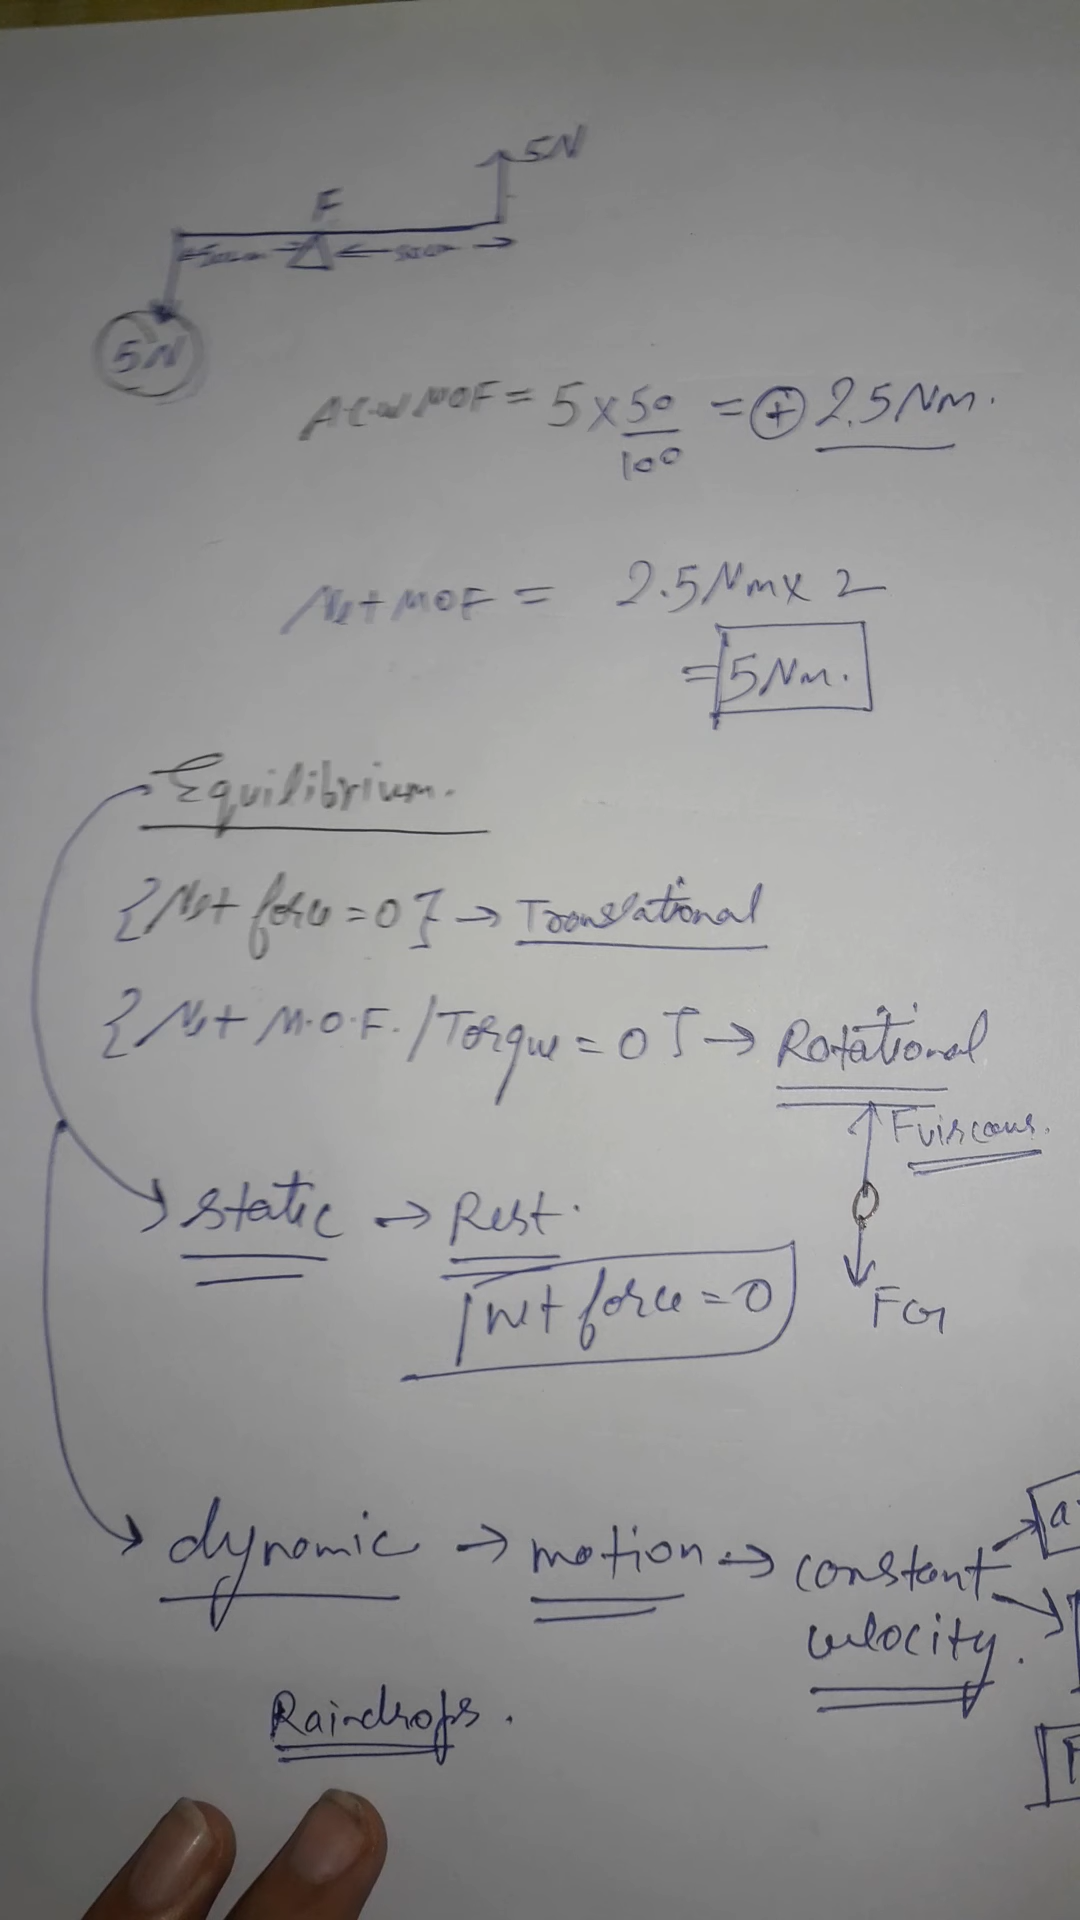 5N
F
50cm
5N
ACW MOF = 5 x 50/100 = + 2.5 Nm.
Net MOF = 2.5 Nm x 2
= 5 Nm.
Equilibrium.
{Net force = 0} → Translational
{Net M.O.F. / Torque = 0} → Rotational
Fviscous.
static → Rest.
Net force = 0
FG
dynamic → motion → constant
velocity.
a
Raindrops.
F